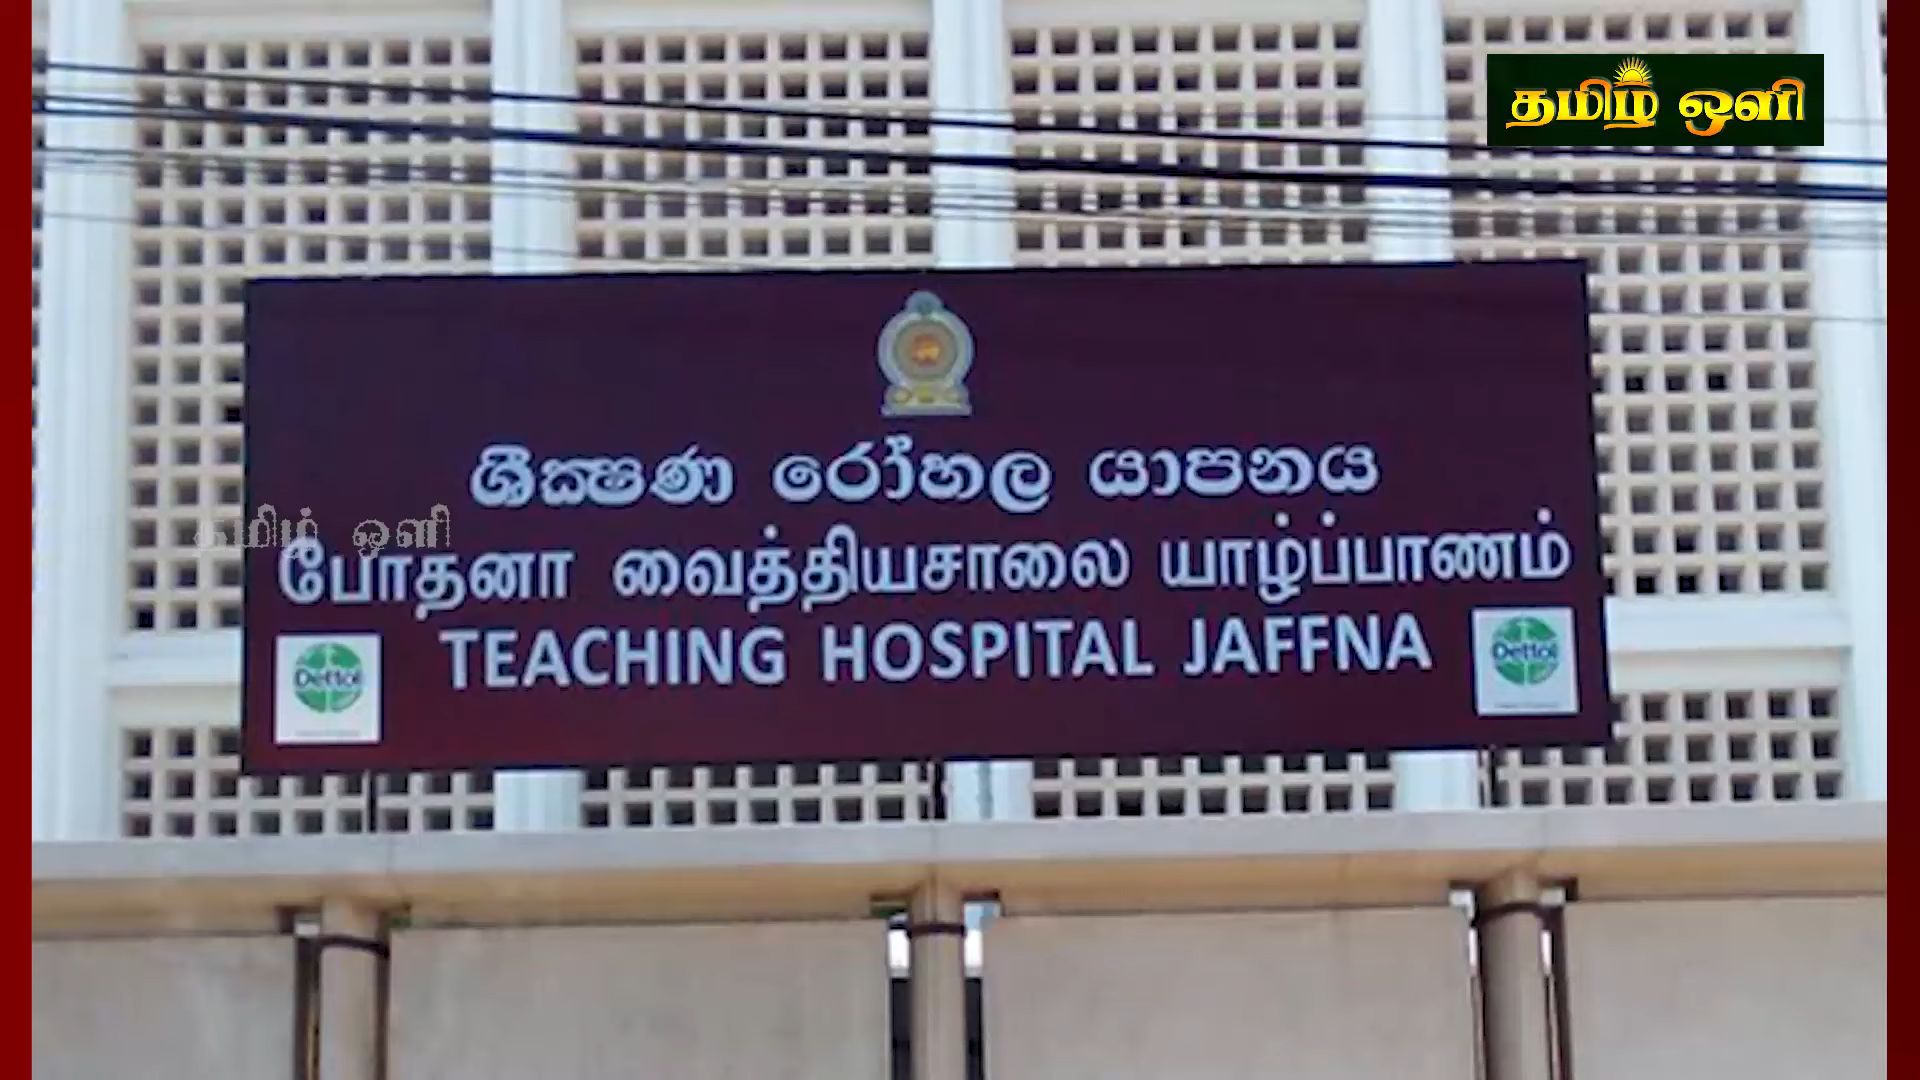 தமிழ் ஒளி
ශික්ෂණ රෝහල යාපනය
தமிழ் ஒளி
போதனா வைத்தியசாலை யாழ்ப்பாணம்
TEACHING HOSPITAL JAFFNA
Dettol
Dettol